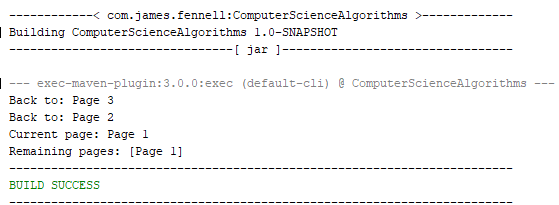 -------------< com.james.fennell:ComputerScienceAlgorithms >-------------
Building ComputerScienceAlgorithms 1.0-SNAPSHOT
--------------------------------[ jar ]---------------------------------
--- exec-maven-plugin:3.0.0:exec (default-cli) @ ComputerScienceAlgorithms ---
Back to: Page 3
Back to: Page 2
Current page: Page 1
Remaining pages: [Page 1]
------------------------------------------------------------------------
BUILD SUCCESS
------------------------------------------------------------------------